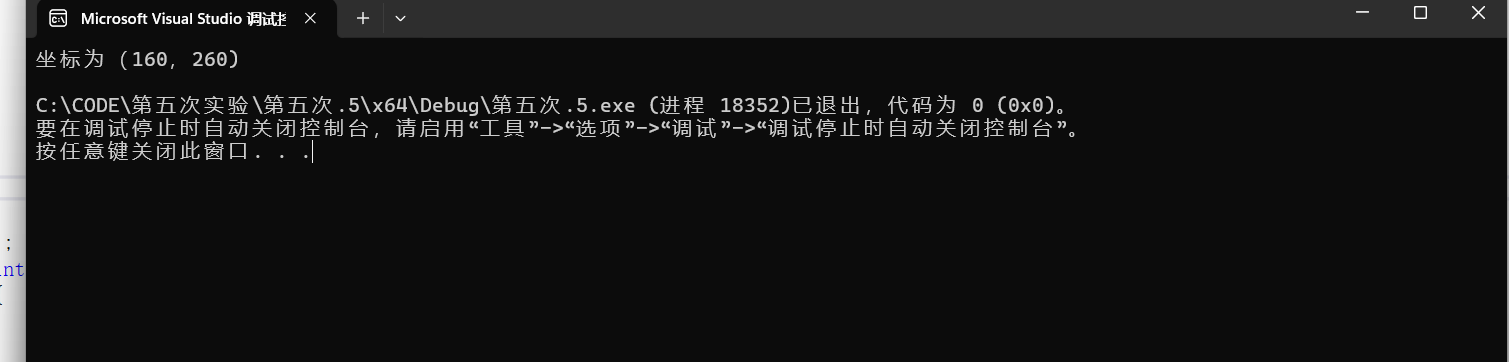 Microsoft Visual Studio 调试
坐标为（160，260）
C:\CODE\第五次实验\第五次.5\x64\Debug\第五次.5.exe (进程 18352)已退出，代码为 0 (0x0)。
要在调试停止时自动关闭控制台，请启用“工具”->“选项”->“调试”->“调试停止时自动关闭控制台”。
按任意键关闭此窗口. . .
;
int